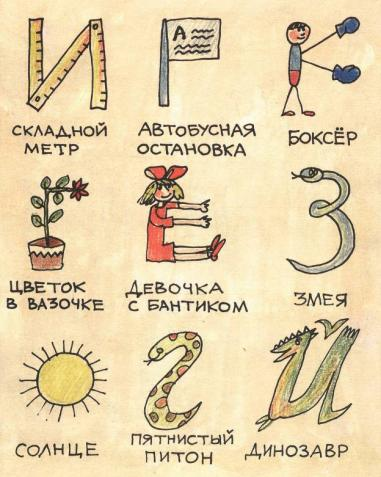 А
СКЛАДНОЙ
МЕТР
АВТОБУСНАЯ
ОСТАНОВКА
БОКСЁР
ЦВЕТОК
В ВАЗОЧКЕ
ДЕВОЧКА
С БАНТИКОМ
ЗМЕЯ
СОЛНЦЕ
ПЯТНИСТЫЙ
ПИТОН
ДИНОЗАВР